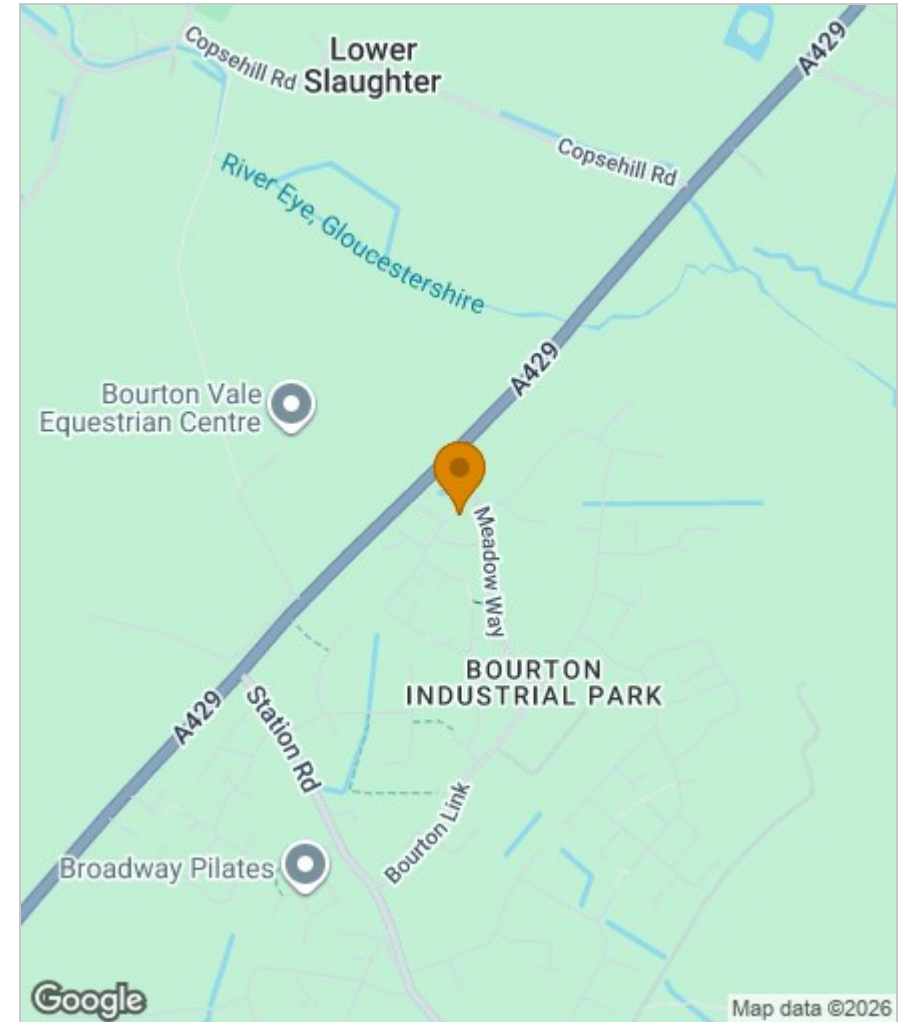 Lower
Slaughter
Copsehill Rd
A429
Copsehill Rd
River Eye, Gloucestershire
A429
Bourton Vale
Equestrian Centre
Meadow Way
BOURTON
INDUSTRIAL PARK
A429
Station Rd
Bourton Link
Broadway Pilates
Google
Map data ©2026